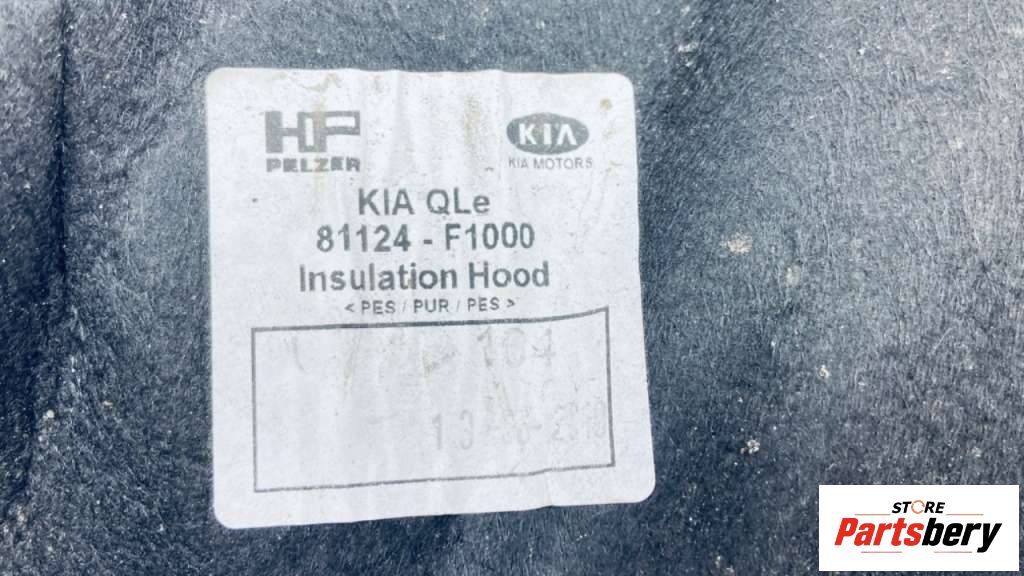 HP
PELZER
KIA
KIA MOTORS
KIA QLe
81124 - F1000
Insulation Hood
< PES / PUR / PES >
STORE
Partsbery